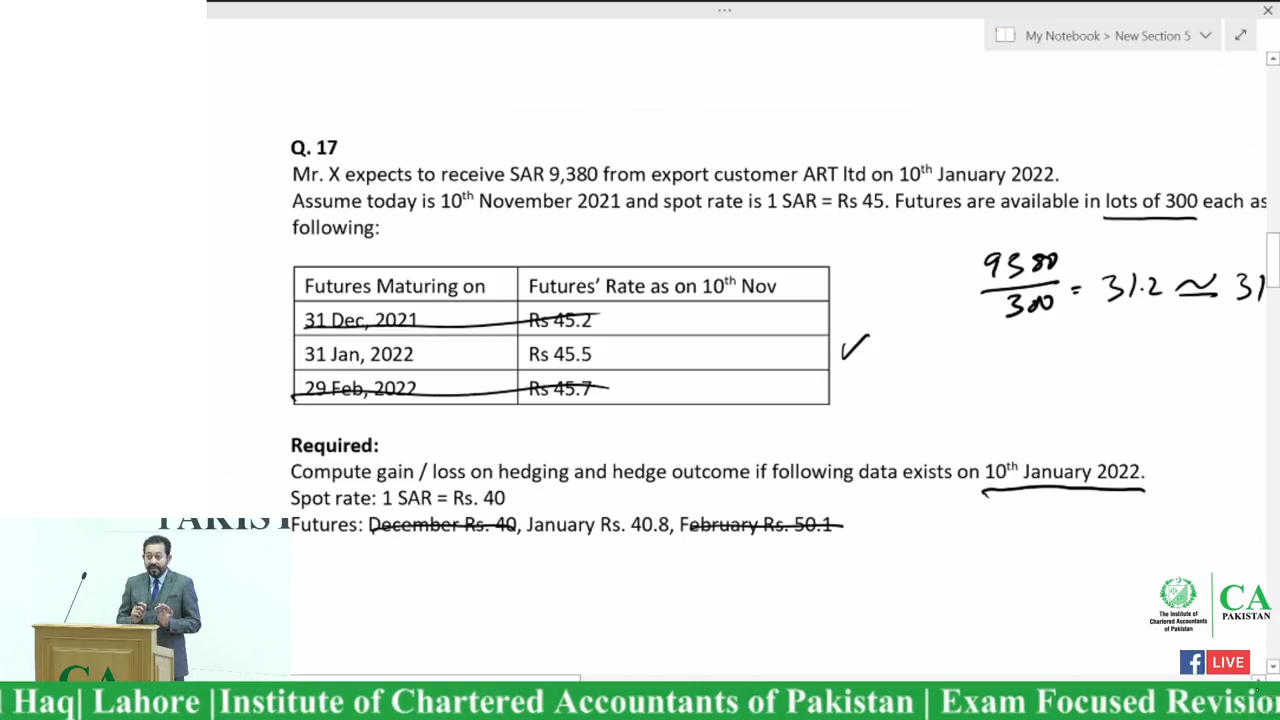 My Notebook > New Section 5
Q. 17
Mr. X expects to receive SAR 9,380 from export customer ART ltd on 10th January 2022.
Assume today is 10th November 2021 and spot rate is 1 SAR = Rs 45. Futures are available in lots of 300 each as
following:
9380
300
= 31.2 ≃ 31
Futures Maturing on Futures' Rate as on 10th Nov
31 Dec, 2021 Rs 45.2
31 Jan, 2022 Rs 45.5 ✓
29 Feb, 2022 Rs 45.7
Required:
Compute gain / loss on hedging and hedge outcome if following data exists on 10th January 2022.
Spot rate: 1 SAR = Rs. 40
Futures: December Rs. 40, January Rs. 40.8, February Rs. 50.1
PAKIST
CA
The Institute of
Chartered Accountants
of Pakistan
CA
PAKISTAN
f LIVE
d Haq| Lahore |Institute of Chartered Accountants of Pakistan | Exam Focused Revision